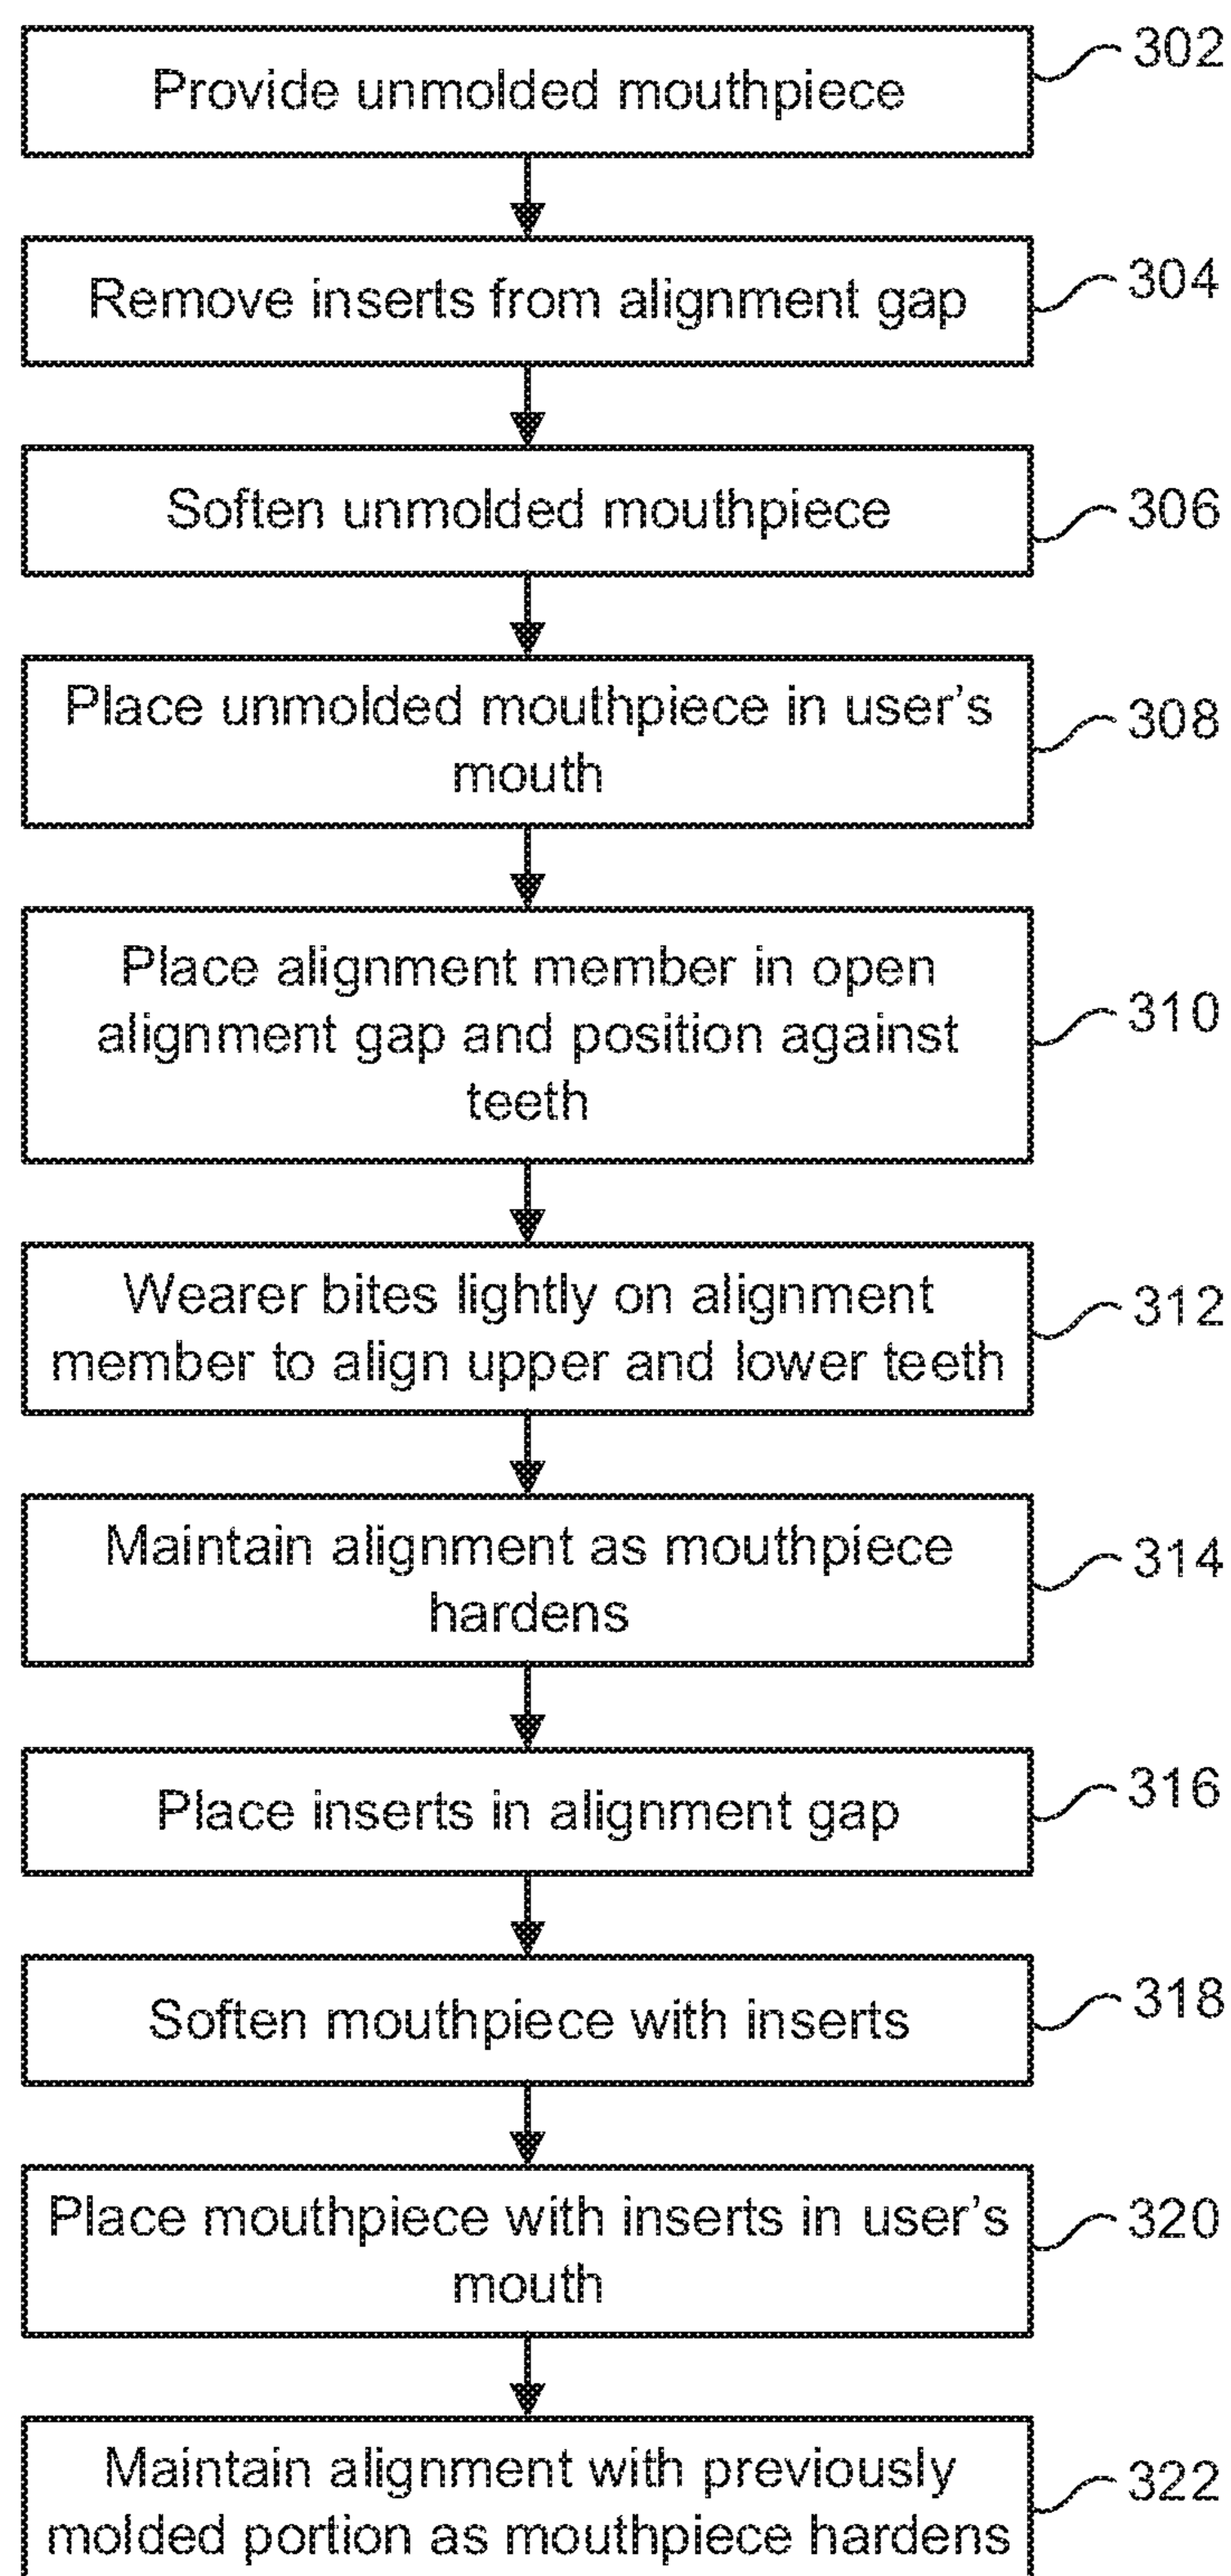 Provide unmolded mouthpiece
302
Remove inserts from alignment gap
304
Soften unmolded mouthpiece
306
Place unmolded mouthpiece in user's
mouth
308
Place alignment member in open
alignment gap and position against
teeth
310
Wearer bites lightly on alignment
member to align upper and lower teeth
312
Maintain alignment as mouthpiece
hardens
314
Place inserts in alignment gap
316
Soften mouthpiece with inserts
318
Place mouthpiece with inserts in user's
mouth
320
Maintain alignment with previously
molded portion as mouthpiece hardens
322